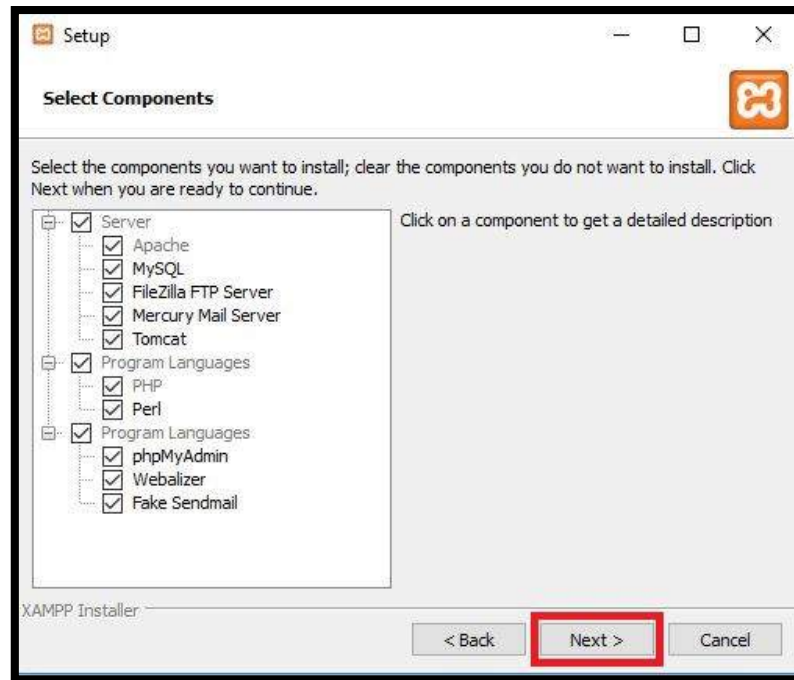 Setup
Select Components
Select the components you want to install; clear the components you do not want to install. Click
Next when you are ready to continue.
Server
Apache
MySQL
FileZilla FTP Server
Mercury Mail Server
Tomcat
Program Languages
PHP
Perl
Program Languages
phpMyAdmin
Webalizer
Fake Sendmail
Click on a component to get a detailed description
XAMPP Installer
< Back
Next >
Cancel